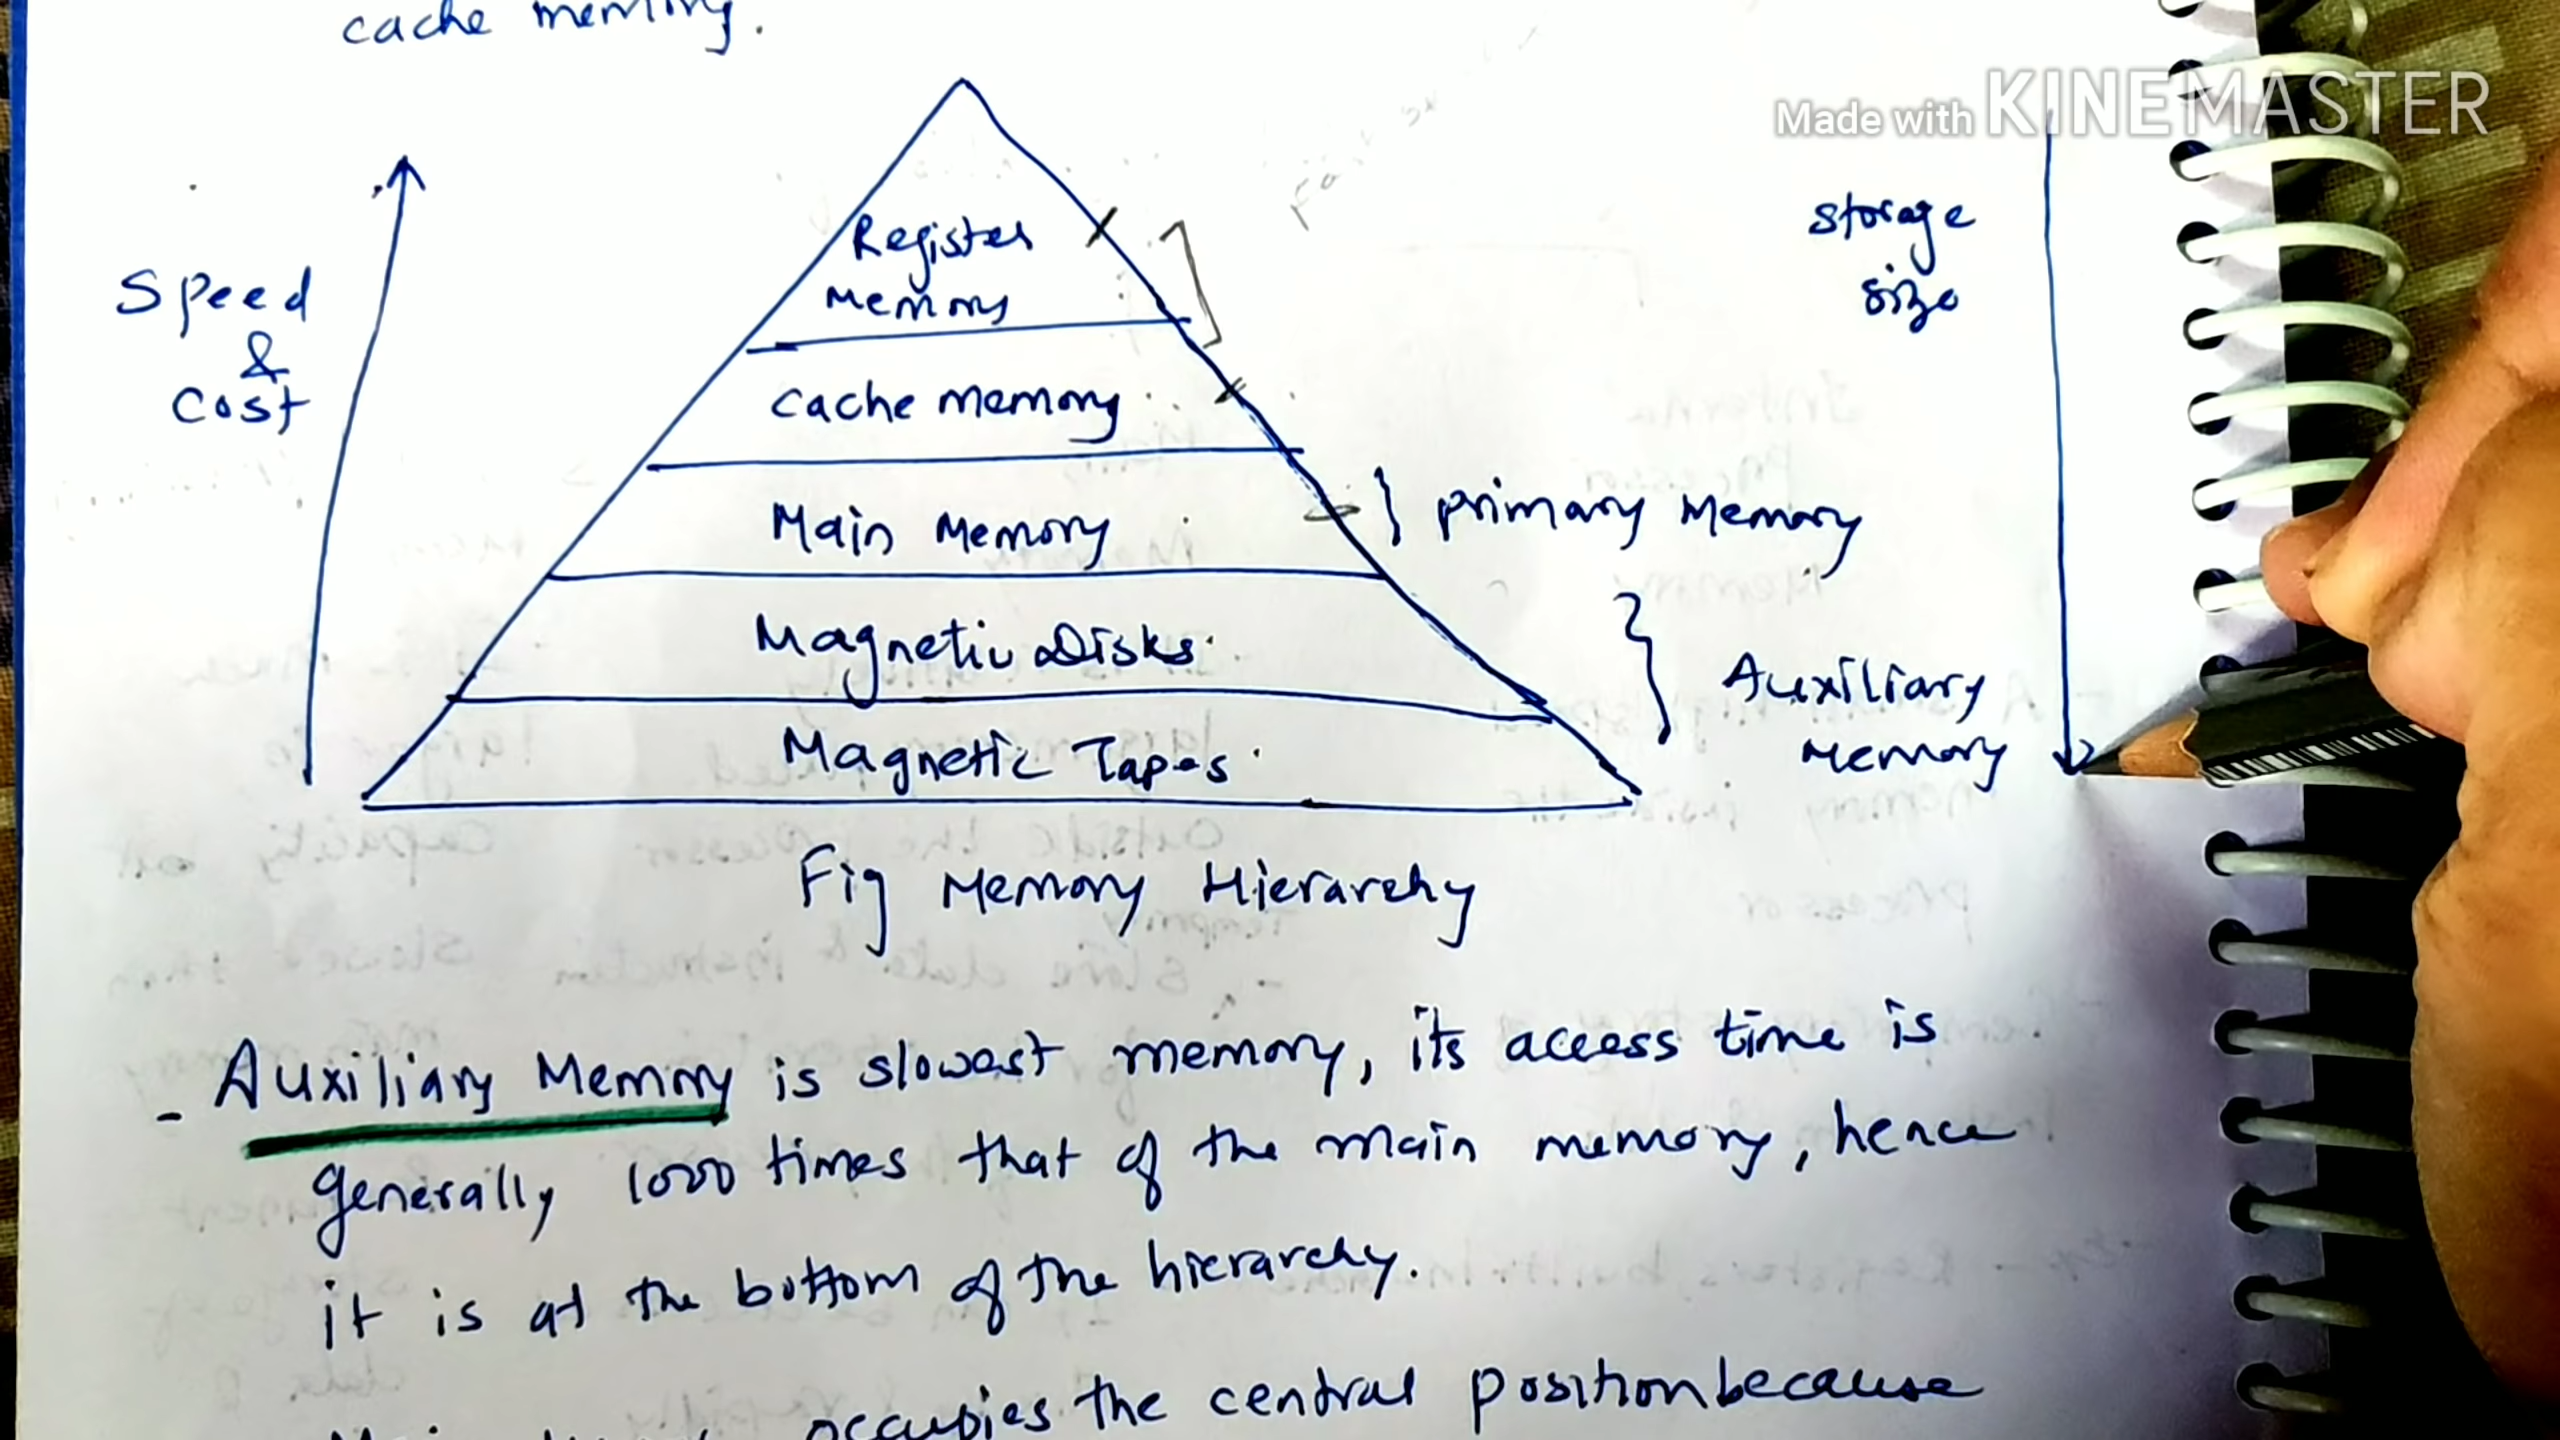 cache memory.
Made with KINEMASTER
Speed
&
Cost
Register
Memory
Cache memory
Main Memory
Magnetic Disks
Magnetic Tapes
Primary Memory
Auxiliary
Memory
Storage
size
Fig Memory Hierarchy
- Auxiliary Memory is slowest memory, its access time is
generally 1000 times that of the main memory, hence
it is at the bottom of the hierarchy.
occupies the central position because